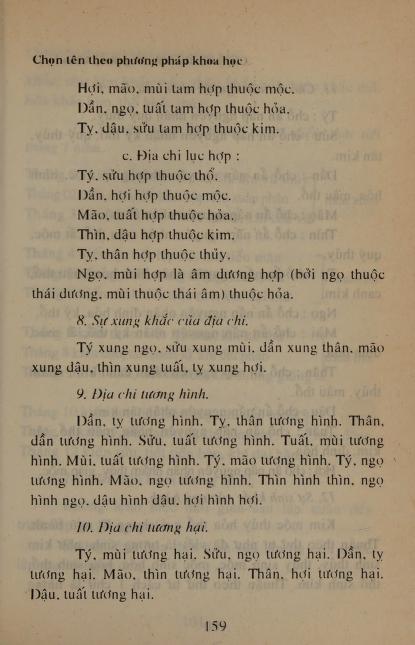 Chọn tên theo phương pháp khoa học
Hợi, mão, mùi tam hợp thuộc mộc.
Dần, ngọ, tuất tam hợp thuộc hỏa.
Tỵ, dậu, sửu tam hợp thuộc kim.
c. Địa chi lục hợp :
Tý, sửu hợp thuộc thổ.
Dần, hợi hợp thuộc mộc.
Mão, tuất hợp thuộc hỏa.
Thìn, dậu hợp thuộc kim.
Tỵ, thân hợp thuộc thủy.
Ngọ, mùi hợp là âm dương hợp (bởi ngọ thuộc
thái dương, mùi thuộc thái âm) thuộc hỏa.
8. Sự xung khắc của địa chi.
Tý xung ngọ, sửu xung mùi, dần xung thân, mão
xung dậu, thìn xung tuất, tỵ xung hợi.
9. Địa chi tương hình.
Dần, tỵ tương hình. Tỵ, thân tương hình. Thân,
dần tương hình. Sửu, tuất tương hình. Tuất, mùi tương
hình. Mùi, tuất tương hình. Tý, mão tương hình. Tý, ngọ
tương hình. Mão, ngọ tương hình. Thìn hình thìn, ngọ
hình ngọ, dậu hình dậu, hợi hình hợi.
10. Địa chi tương hại.
Tý, mùi tương hại. Sửu, ngọ tương hại. Dần, tỵ
tương hại. Mão, thìn tương hại. Thân, hợi tương hại.
Dậu, tuất tương hại.
159